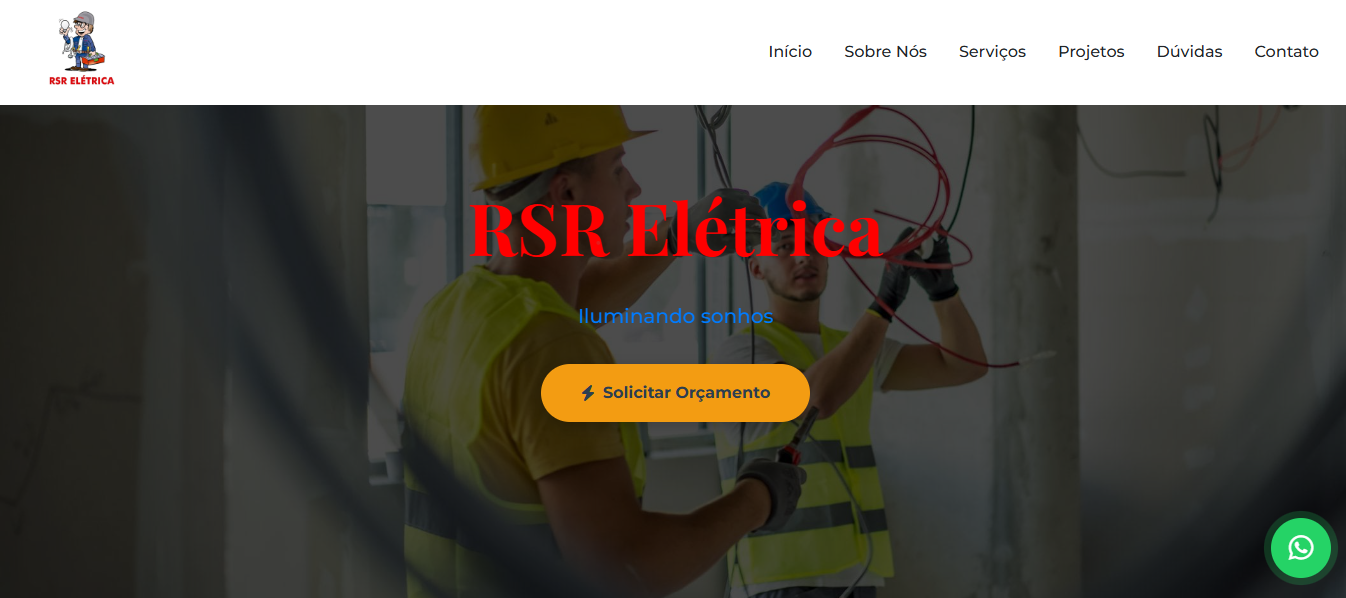 RSR ELÉTRICA
Início Sobre Nós Serviços Projetos Dúvidas Contato
RSR Elétrica
Iluminando sonhos
Solicitar Orçamento